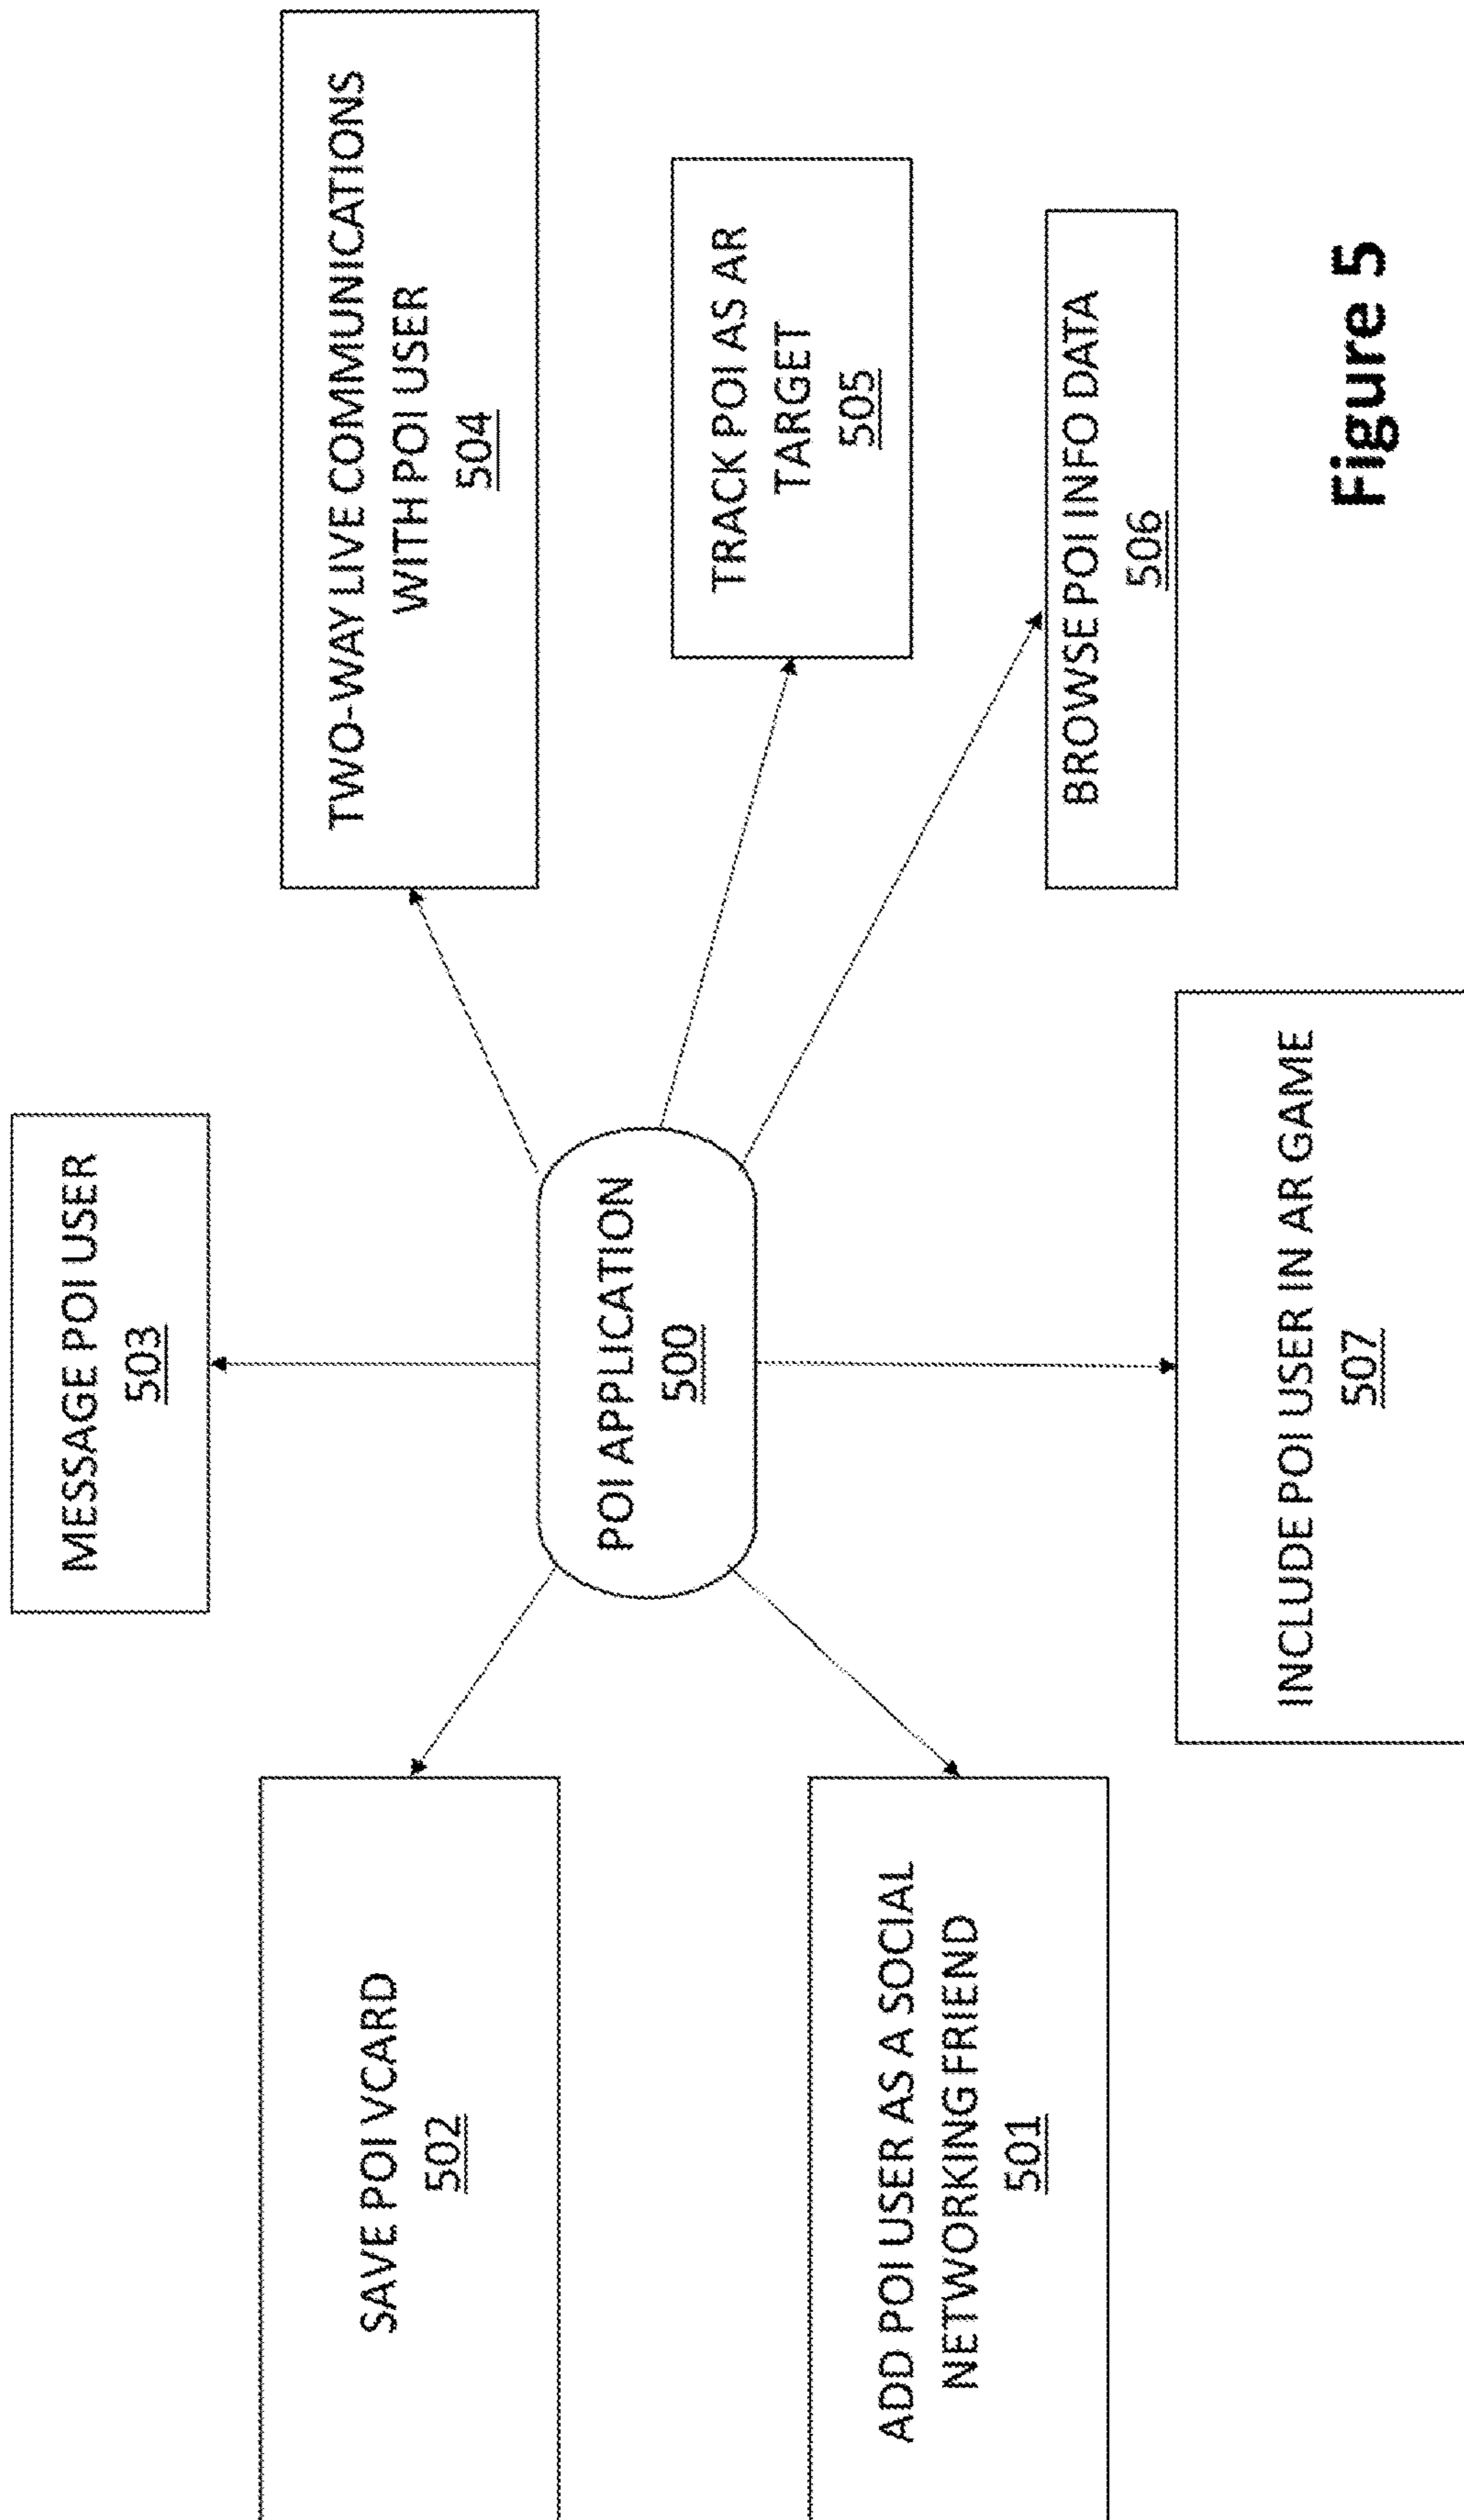 MESSAGE POI USER
503
SAVE POI VCARD
502
TWO-WAY LIVE COMMUNICATIONS
WITH POI USER
504
POI APPLICATION
500
TRACK POI AS AR
TARGET
505
ADD POI USER AS A SOCIAL
NETWORKING FRIEND
501
BROWSE POI INFO DATA
506
INCLUDE POI USER IN AR GAME
507
Figure 5